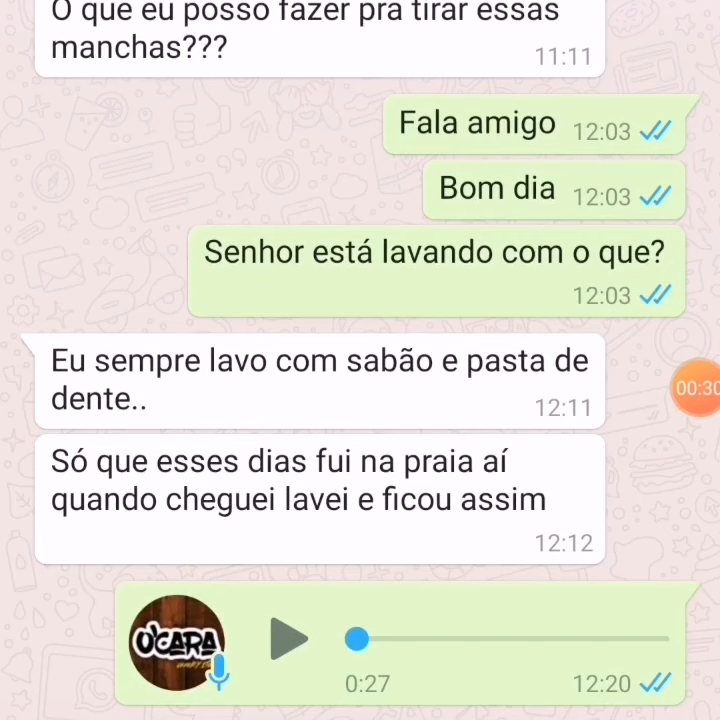 O que eu posso fazer pra tirar essas
manchas???
11:11
Fala amigo 12:03
Bom dia 12:03
Senhor está lavando com o que?
12:03
Eu sempre lavo com sabão e pasta de
dente..
12:11
Só que esses dias fui na praia aí
quando cheguei lavei e ficou assim
12:12
O'CARA
0:27 12:20
00:30